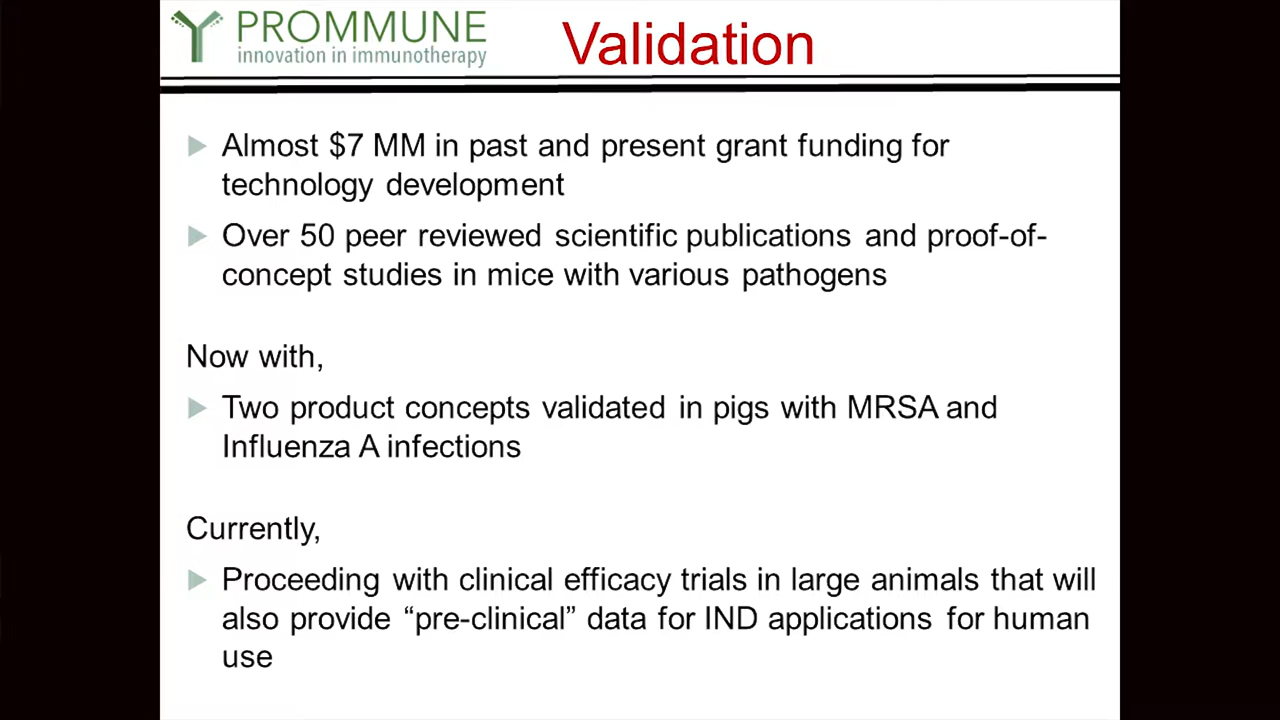 PROMMUNE
innovation in immunotherapy
Validation
Almost $7 MM in past and present grant funding for
technology development
Over 50 peer reviewed scientific publications and proof-of-
concept studies in mice with various pathogens
Now with,
Two product concepts validated in pigs with MRSA and
Influenza A infections
Currently,
Proceeding with clinical efficacy trials in large animals that will
also provide “pre-clinical” data for IND applications for human
use